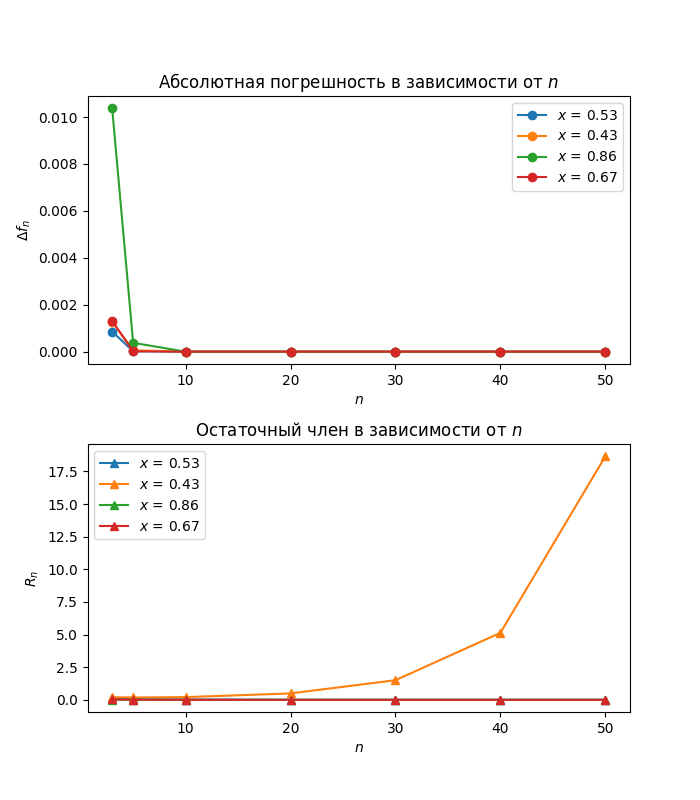 Абсолютная погрешность в зависимости от n
0.010
0.008
0.006
0.004
0.002
0.000
Δfₙ
x = 0.53
x = 0.43
x = 0.86
x = 0.67
10 20 30 40 50
n
Остаточный член в зависимости от n
17.5
15.0
12.5
10.0
7.5
5.0
2.5
0.0
Rₙ
x = 0.53
x = 0.43
x = 0.86
x = 0.67
10 20 30 40 50
n